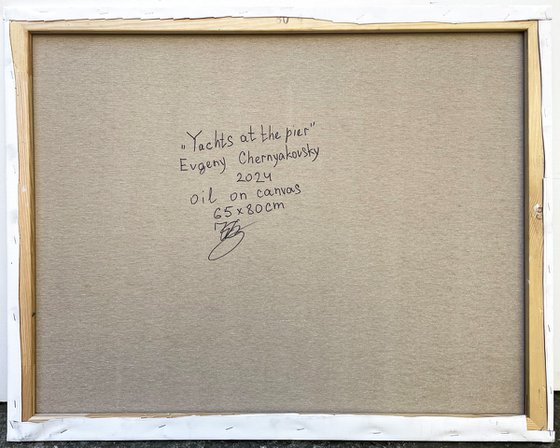 „Yachts at the pier"
Evgeny Chernyakovsky
2024
oil on canvas
65x80cm